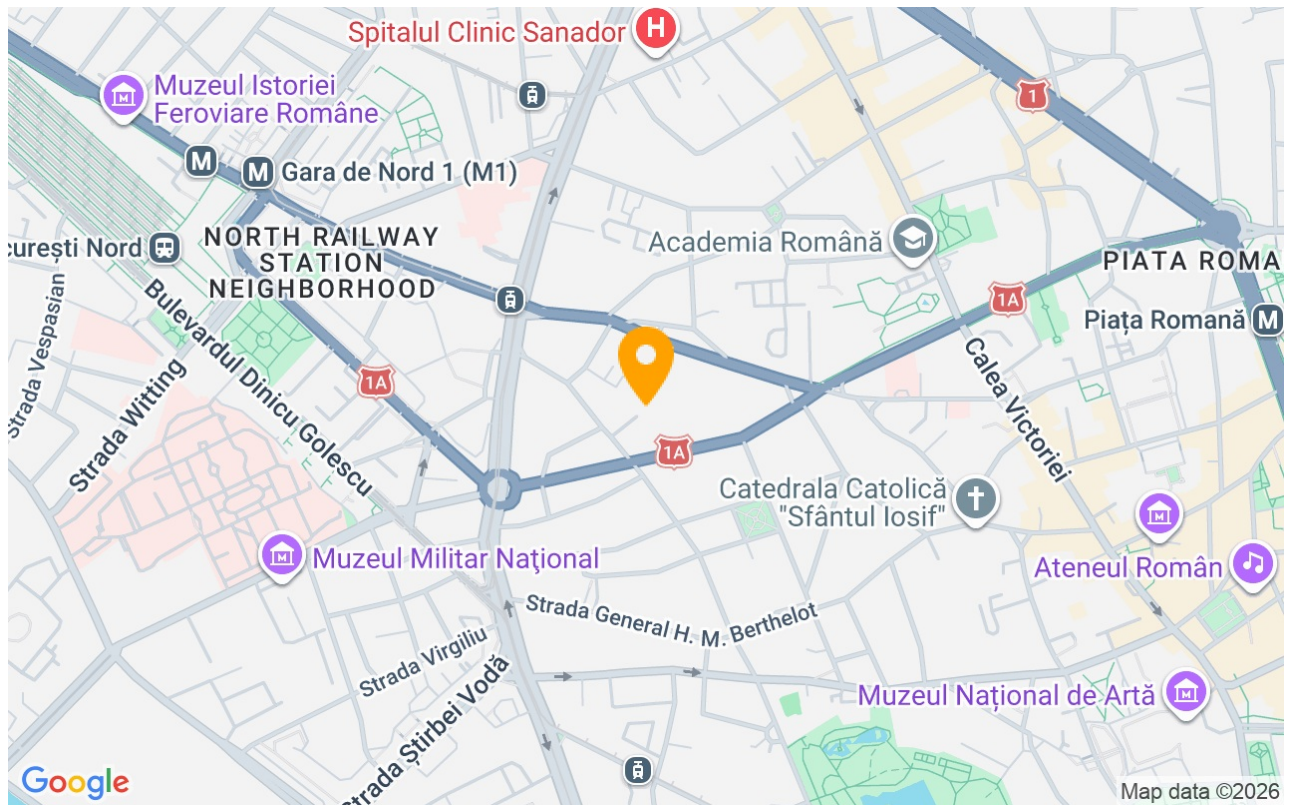 Spitalul Clinic Sanador
H
1
Muzeul Istoriei
Feroviare Române
M
M
Gara de Nord 1 (M1)
curești Nord
NORTH RAILWAY
STATION
NEIGHBORHOOD
Academia Română
PIATA ROMA
1A
Piața Romană
M
Strada Vespasian
Strada Witting
Bulevardul Dinicu Golescu
1A
Calea Victoriei
1A
Catedrala Catolică
"Sfântul Iosif"
Muzeul Militar Naţional
Ateneul Român
Strada General H. M. Berthelot
Strada Virgiliu
Strada Știrbei Vodă
Muzeul Național de Artă
Google
Map data ©2026